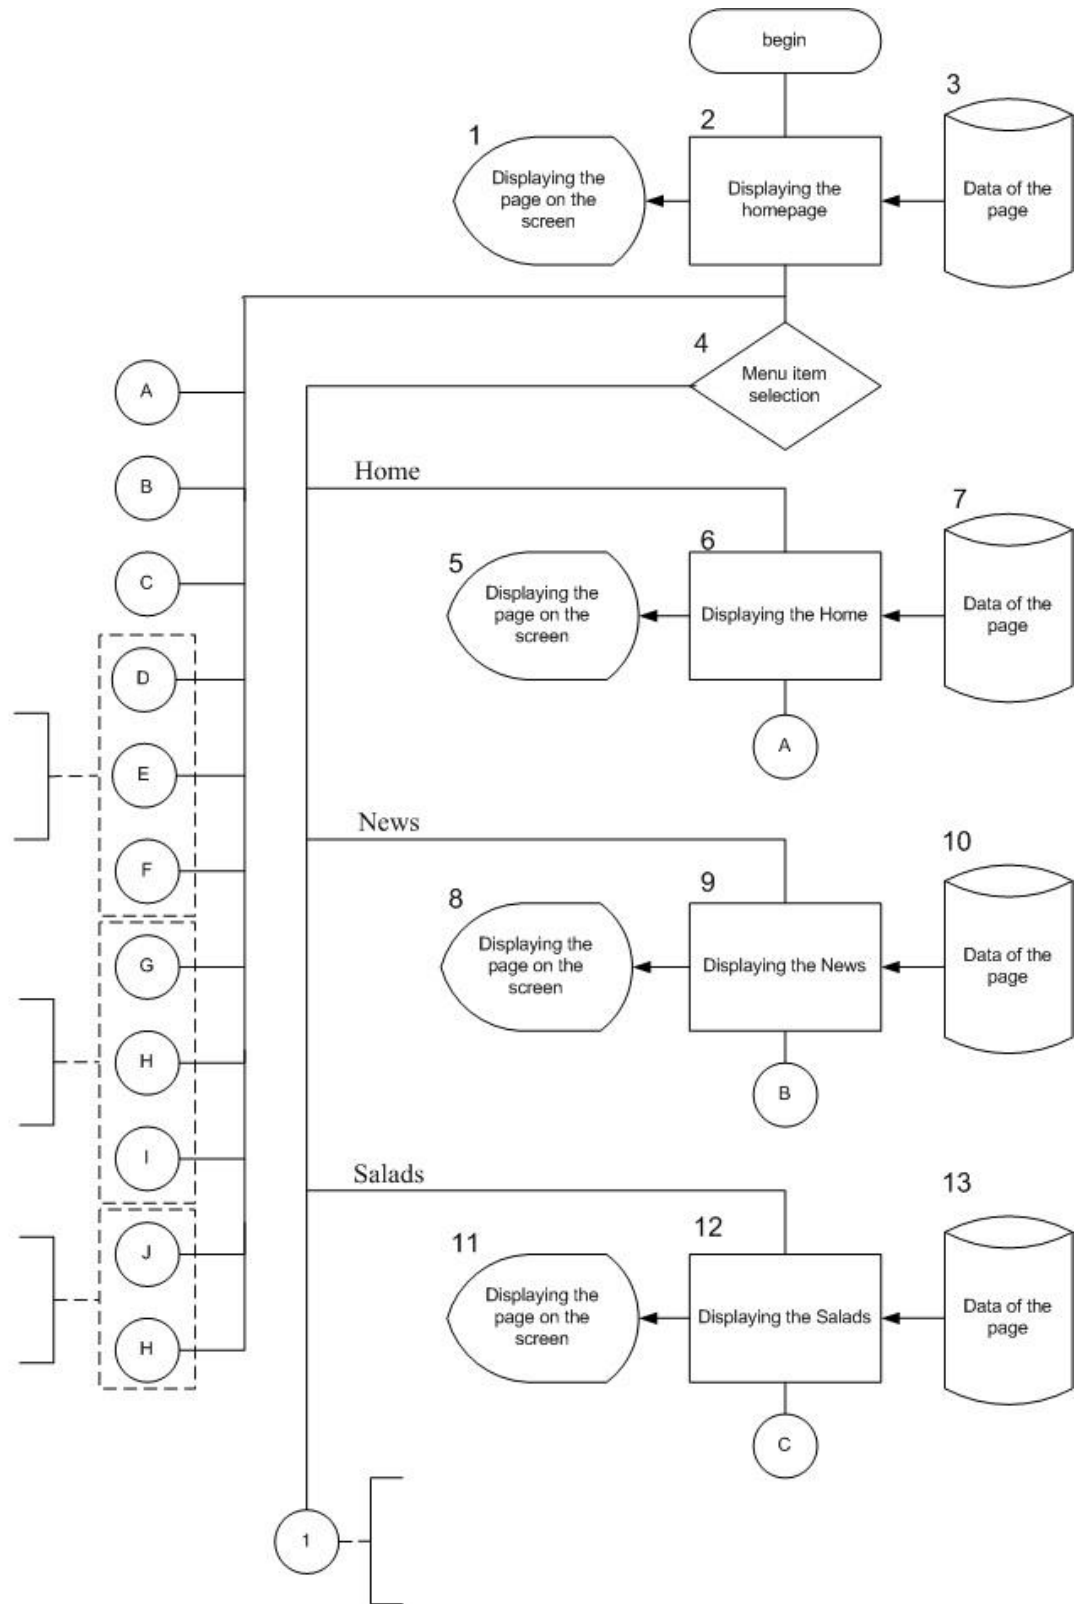 begin
3
2
1
Displaying the
page on the
screen
Displaying the
homepage
Data of the
page
4
Menu item
selection
A
B
Home
7
6
5
C
Displaying the
page on the
screen
Displaying the Home
Data of the
page
D
A
E
News
10
F
9
8
G
Displaying the
page on the
screen
Displaying the News
Data of the
page
H
B
I
Salads
13
12
11
J
Displaying the
page on the
screen
Displaying the Salads
Data of the
page
H
C
1